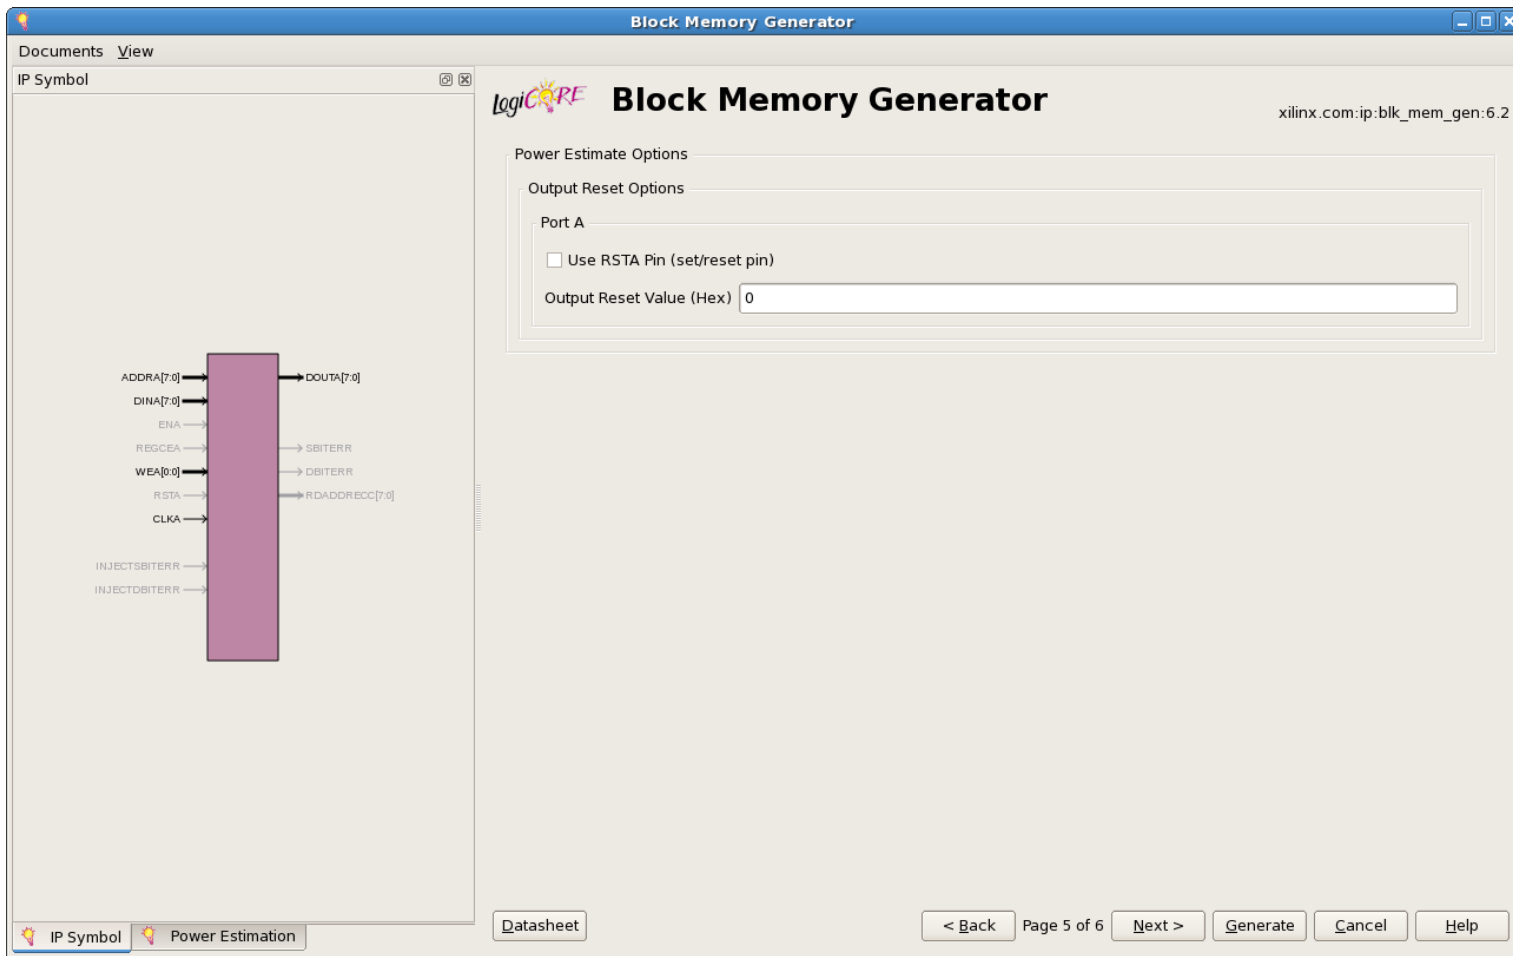 Block Memory Generator
Documents View
IP Symbol
LogiCORE
Block Memory Generator
xilinx.com:ip:blk_mem_gen:6.2
Power Estimate Options
Output Reset Options
Port A
Use RSTA Pin (set/reset pin)
Output Reset Value (Hex) 0
ADDRA[7:0]
DOUTA[7:0]
DINA[7:0]
ENA
REGCEA
SBITERR
WEA[0:0]
DBITERR
RSTA
RDADDRECC[7:0]
CLKA
INJECTSBITERR
INJECTDBITERR
IP Symbol
Power Estimation
Datasheet
< Back
Page 5 of 6
Next >
Generate
Cancel
Help